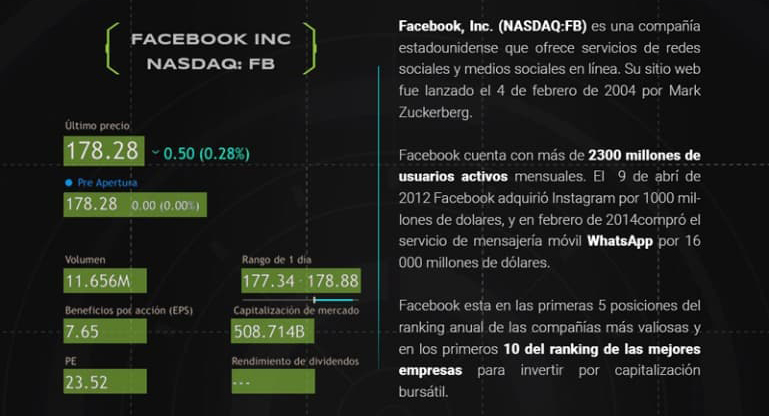 FACEBOOK INC
NASDAQ: FB
Último precio
178.28 0.50 (0.28%)
Pre Apertura
178.28 0.00 (0.00%)
Volumen
11.656M
Rango de 1 dia
177.34 - 178.88
Beneficios por acción (EPS)
7.65
Capitalización de mercado
508.714B
PE
23.52
Rendimiento de dividendos
---
Facebook, Inc. (NASDAQ:FB) es una compañía
estadounidense que ofrece servicios de redes
sociales y medios sociales en línea. Su sitio web
fue lanzado el 4 de febrero de 2004 por Mark
Zuckerberg.
Facebook cuenta con más de 2300 millones de
usuarios activos mensuales. El 9 de abrí de
2012 Facebook adquirió Instagram por 1000 mil-
lones de dolares, y en febrero de 2014compró el
servicio de mensajería móvil WhatsApp por 16
000 millones de dólares.
Facebook esta en las primeras 5 posiciones del
ranking anual de las compañías más valiosas y
en los primeros 10 del ranking de las mejores
empresas para invertir por capitalización
bursátil.